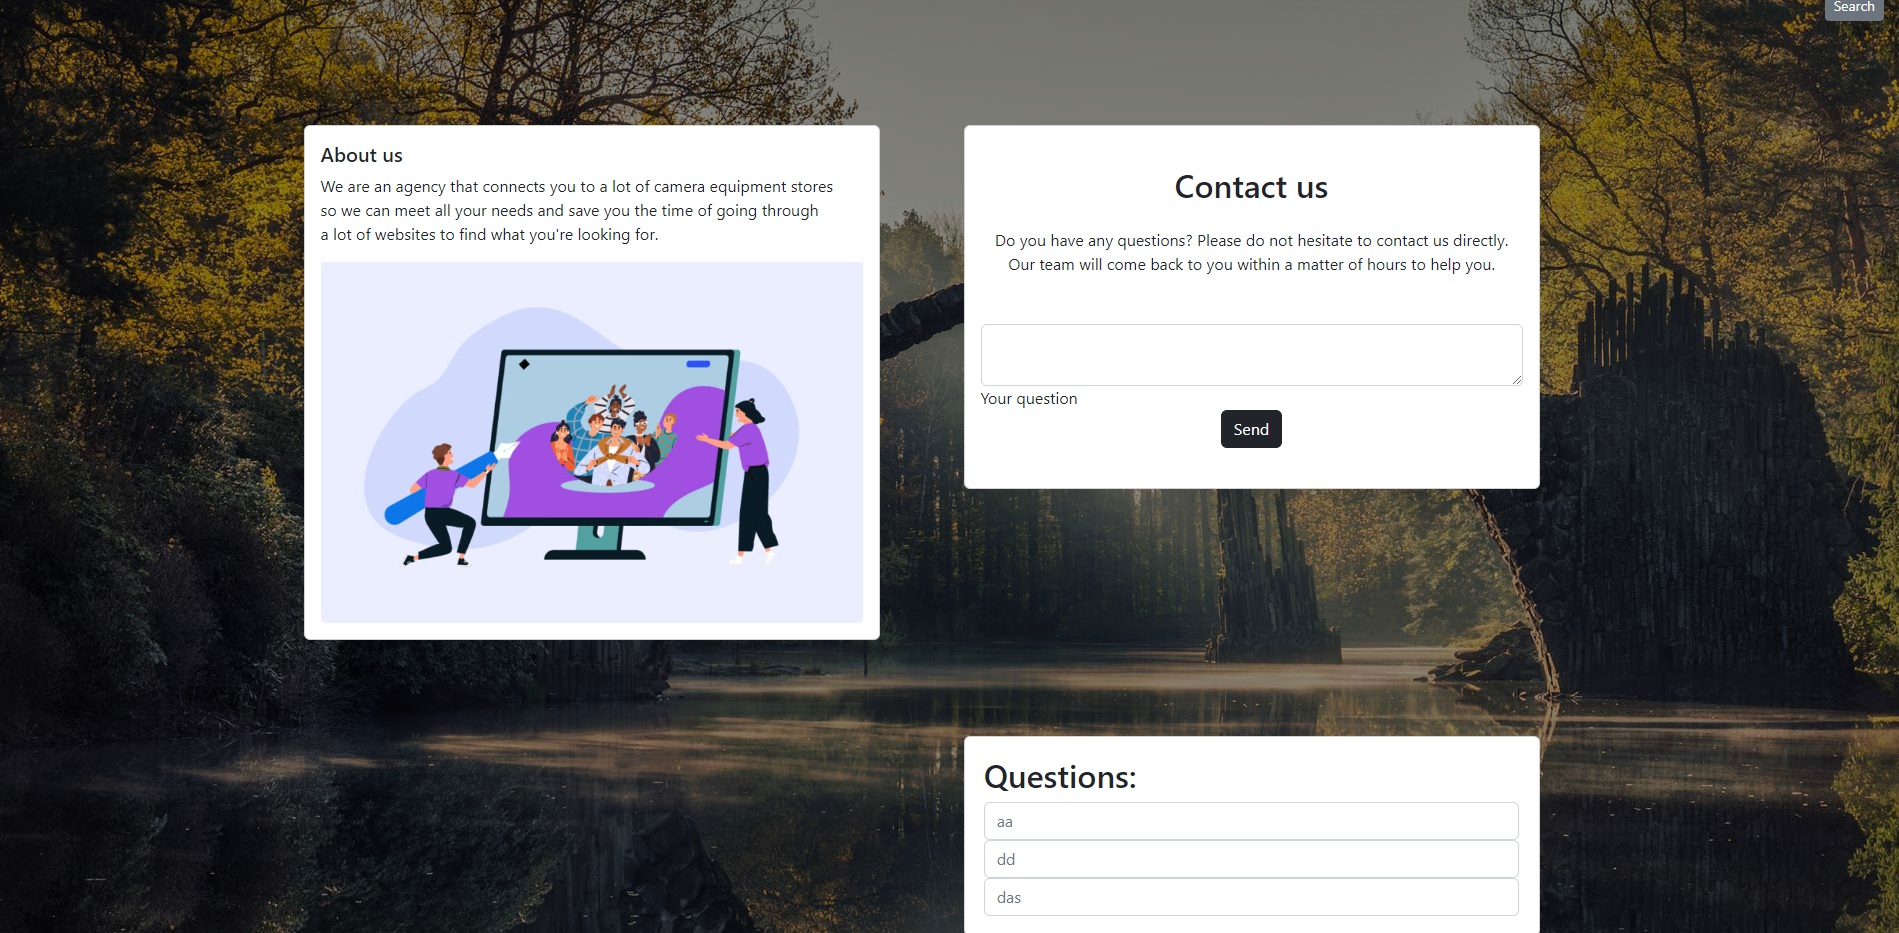 Search
About us
We are an agency that connects you to a lot of camera equipment stores
so we can meet all your needs and save you the time of going through
a lot of websites to find what you're looking for.
Contact us
Do you have any questions? Please do not hesitate to contact us directly.
Our team will come back to you within a matter of hours to help you.
Your question
Send
Questions:
aa
dd
das